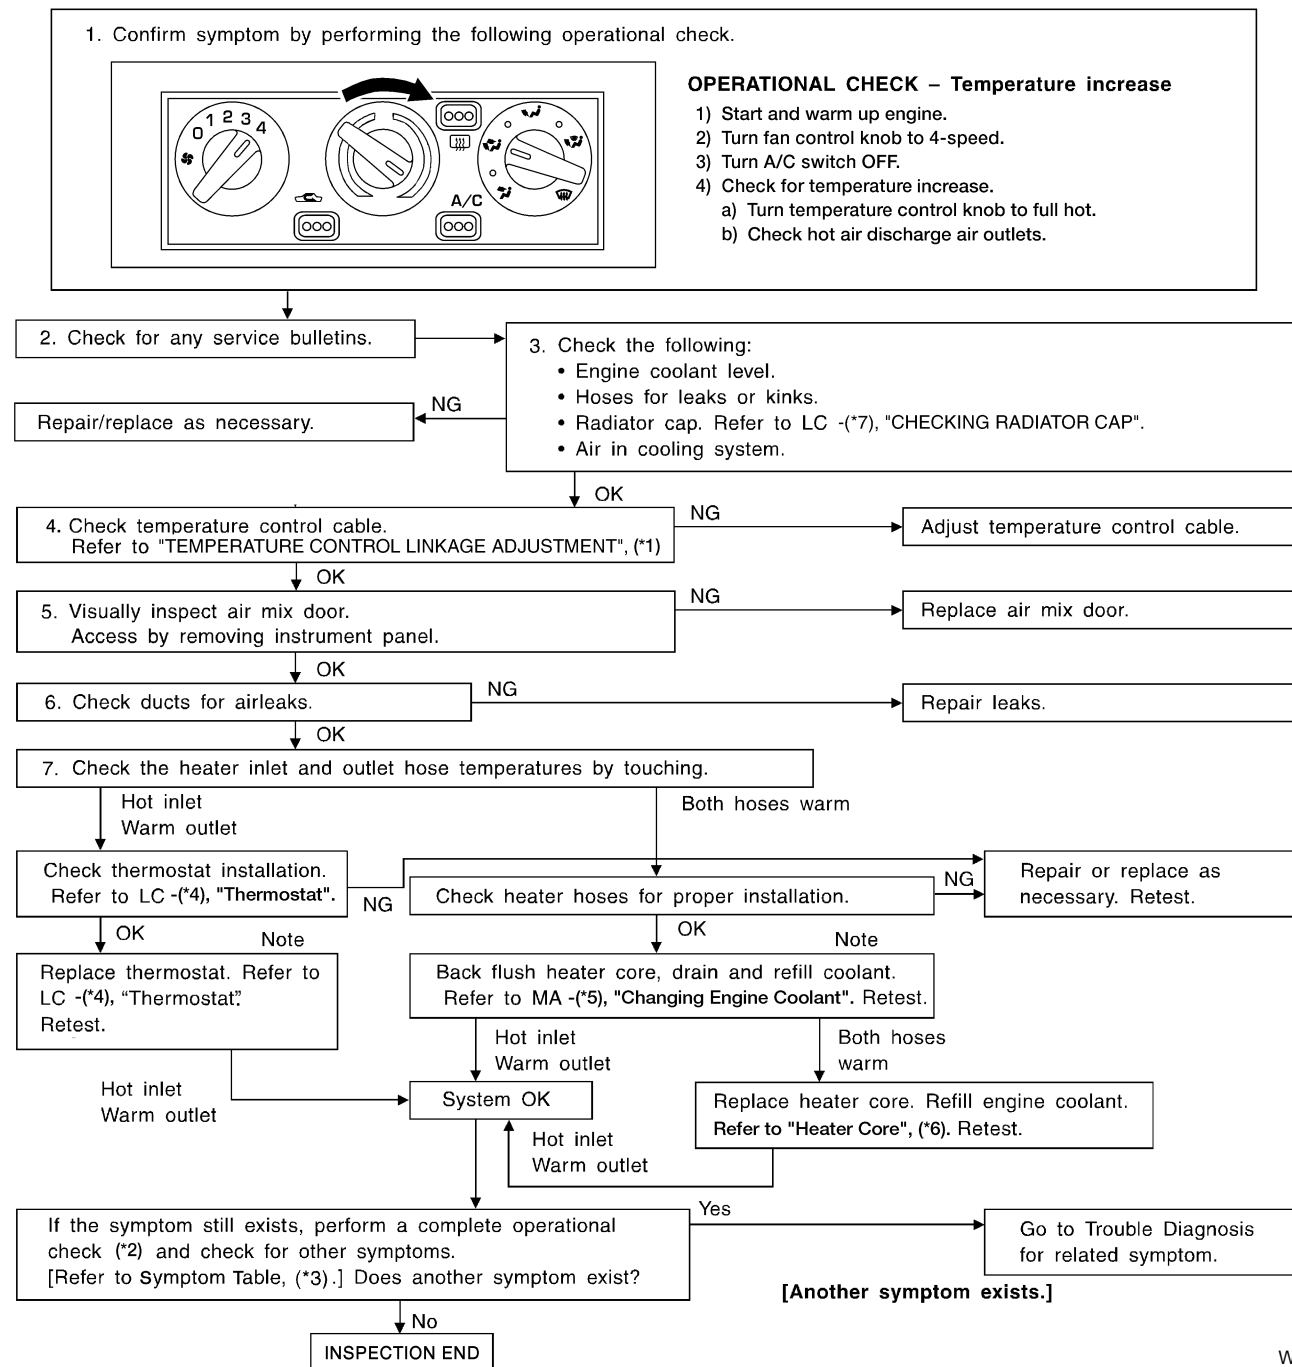 1. Confirm symptom by performing the following operational check.
0 1 2 3 4
A/C
OPERATIONAL CHECK – Temperature increase
1) Start and warm up engine.
2) Turn fan control knob to 4-speed.
3) Turn A/C switch OFF.
4) Check for temperature increase.
a) Turn temperature control knob to full hot.
b) Check hot air discharge air outlets.
2. Check for any service bulletins.
3. Check the following:
• Engine coolant level.
• Hoses for leaks or kinks.
• Radiator cap. Refer to LC -(*7), "CHECKING RADIATOR CAP".
• Air in cooling system.
NG
Repair/replace as necessary.
OK
4. Check temperature control cable.
Refer to "TEMPERATURE CONTROL LINKAGE ADJUSTMENT", (*1)
NG
Adjust temperature control cable.
OK
5. Visually inspect air mix door.
Access by removing instrument panel.
NG
Replace air mix door.
OK
6. Check ducts for airleaks.
NG
Repair leaks.
OK
7. Check the heater inlet and outlet hose temperatures by touching.
Hot inlet
Warm outlet
Both hoses warm
Check thermostat installation.
Refer to LC -(*4), "Thermostat".
NG
Check heater hoses for proper installation.
NG
Repair or replace as
necessary. Retest.
OK
Note
OK
Note
Replace thermostat. Refer to
LC -(*4), “Thermostat”.
Retest.
Back flush heater core, drain and refill coolant.
Refer to MA -(*5), "Changing Engine Coolant". Retest.
Hot inlet
Warm outlet
Both hoses
warm
Hot inlet
Warm outlet
System OK
Replace heater core. Refill engine coolant.
Refer to "Heater Core", (*6). Retest.
Hot inlet
Warm outlet
If the symptom still exists, perform a complete operational
check (*2) and check for other symptoms.
[Refer to Symptom Table, (*3).] Does another symptom exist?
Yes
Go to Trouble Diagnosis
for related symptom.
[Another symptom exists.]
No
INSPECTION END
W